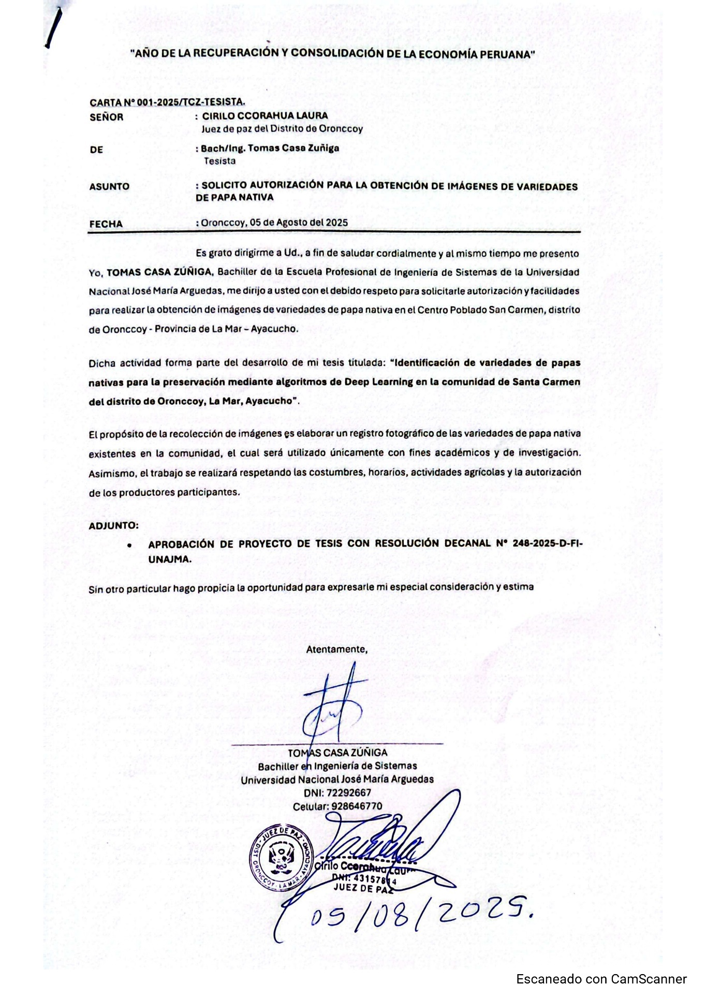 "AÑO DE LA RECUPERACIÓN Y CONSOLIDACIÓN DE LA ECONOMÍA PERUANA"
CARTA N° 001-2025/TCZ-TESISTA.
SEÑOR : CIRILO CCORAHUA LAURA
Juez de paz del Distrito de Oronccoy
DE : Bach/Ing. Tomas Casa Zuñiga
Tesista
ASUNTO : SOLICITO AUTORIZACIÓN PARA LA OBTENCIÓN DE IMÁGENES DE VARIEDADES
DE PAPA NATIVA
FECHA : Oronccoy, 05 de Agosto del 2025
Es grato dirigirme a Ud., a fin de saludar cordialmente y al mismo tiempo me presento
Yo, TOMAS CASA ZÚÑIGA, Bachiller de la Escuela Profesional de Ingeniería de Sistemas de la Universidad
Nacional José María Arguedas, me dirijo a usted con el debido respeto para solicitarle autorización y facilidades
para realizar la obtención de imágenes de variedades de papa nativa en el Centro Poblado San Carmen, distrito
de Oronccoy - Provincia de La Mar – Ayacucho.
Dicha actividad forma parte del desarrollo de mi tesis titulada: "Identificación de variedades de papas
nativas para la preservación mediante algoritmos de Deep Learning en la comunidad de Santa Carmen
del distrito de Oronccoy, La Mar, Ayacucho".
El propósito de la recolección de imágenes es elaborar un registro fotográfico de las variedades de papa nativa
existentes en la comunidad, el cual será utilizado únicamente con fines académicos y de investigación.
Asimismo, el trabajo se realizará respetando las costumbres, horarios, actividades agrícolas y la autorización
de los productores participantes.
ADJUNTO:
• APROBACIÓN DE PROYECTO DE TESIS CON RESOLUCIÓN DECANAL N° 248-2025-D-FI-
UNAJMA.
Sin otro particular hago propicia la oportunidad para expresarle mi especial consideración y estima
Atentamente,
TOMAS CASA ZÚÑIGA
Bachiller en Ingeniería de Sistemas
Universidad Nacional José María Arguedas
DNI: 72292667
Celular: 928646770
JUEZ DE PAZ
DIST. ORONCCOY - LA MAR - AYACUCHO
Cirilo Ccorahua Laura
DNI: 43157814
JUEZ DE PAZ
05/08/2025.
Escaneado con CamScanner